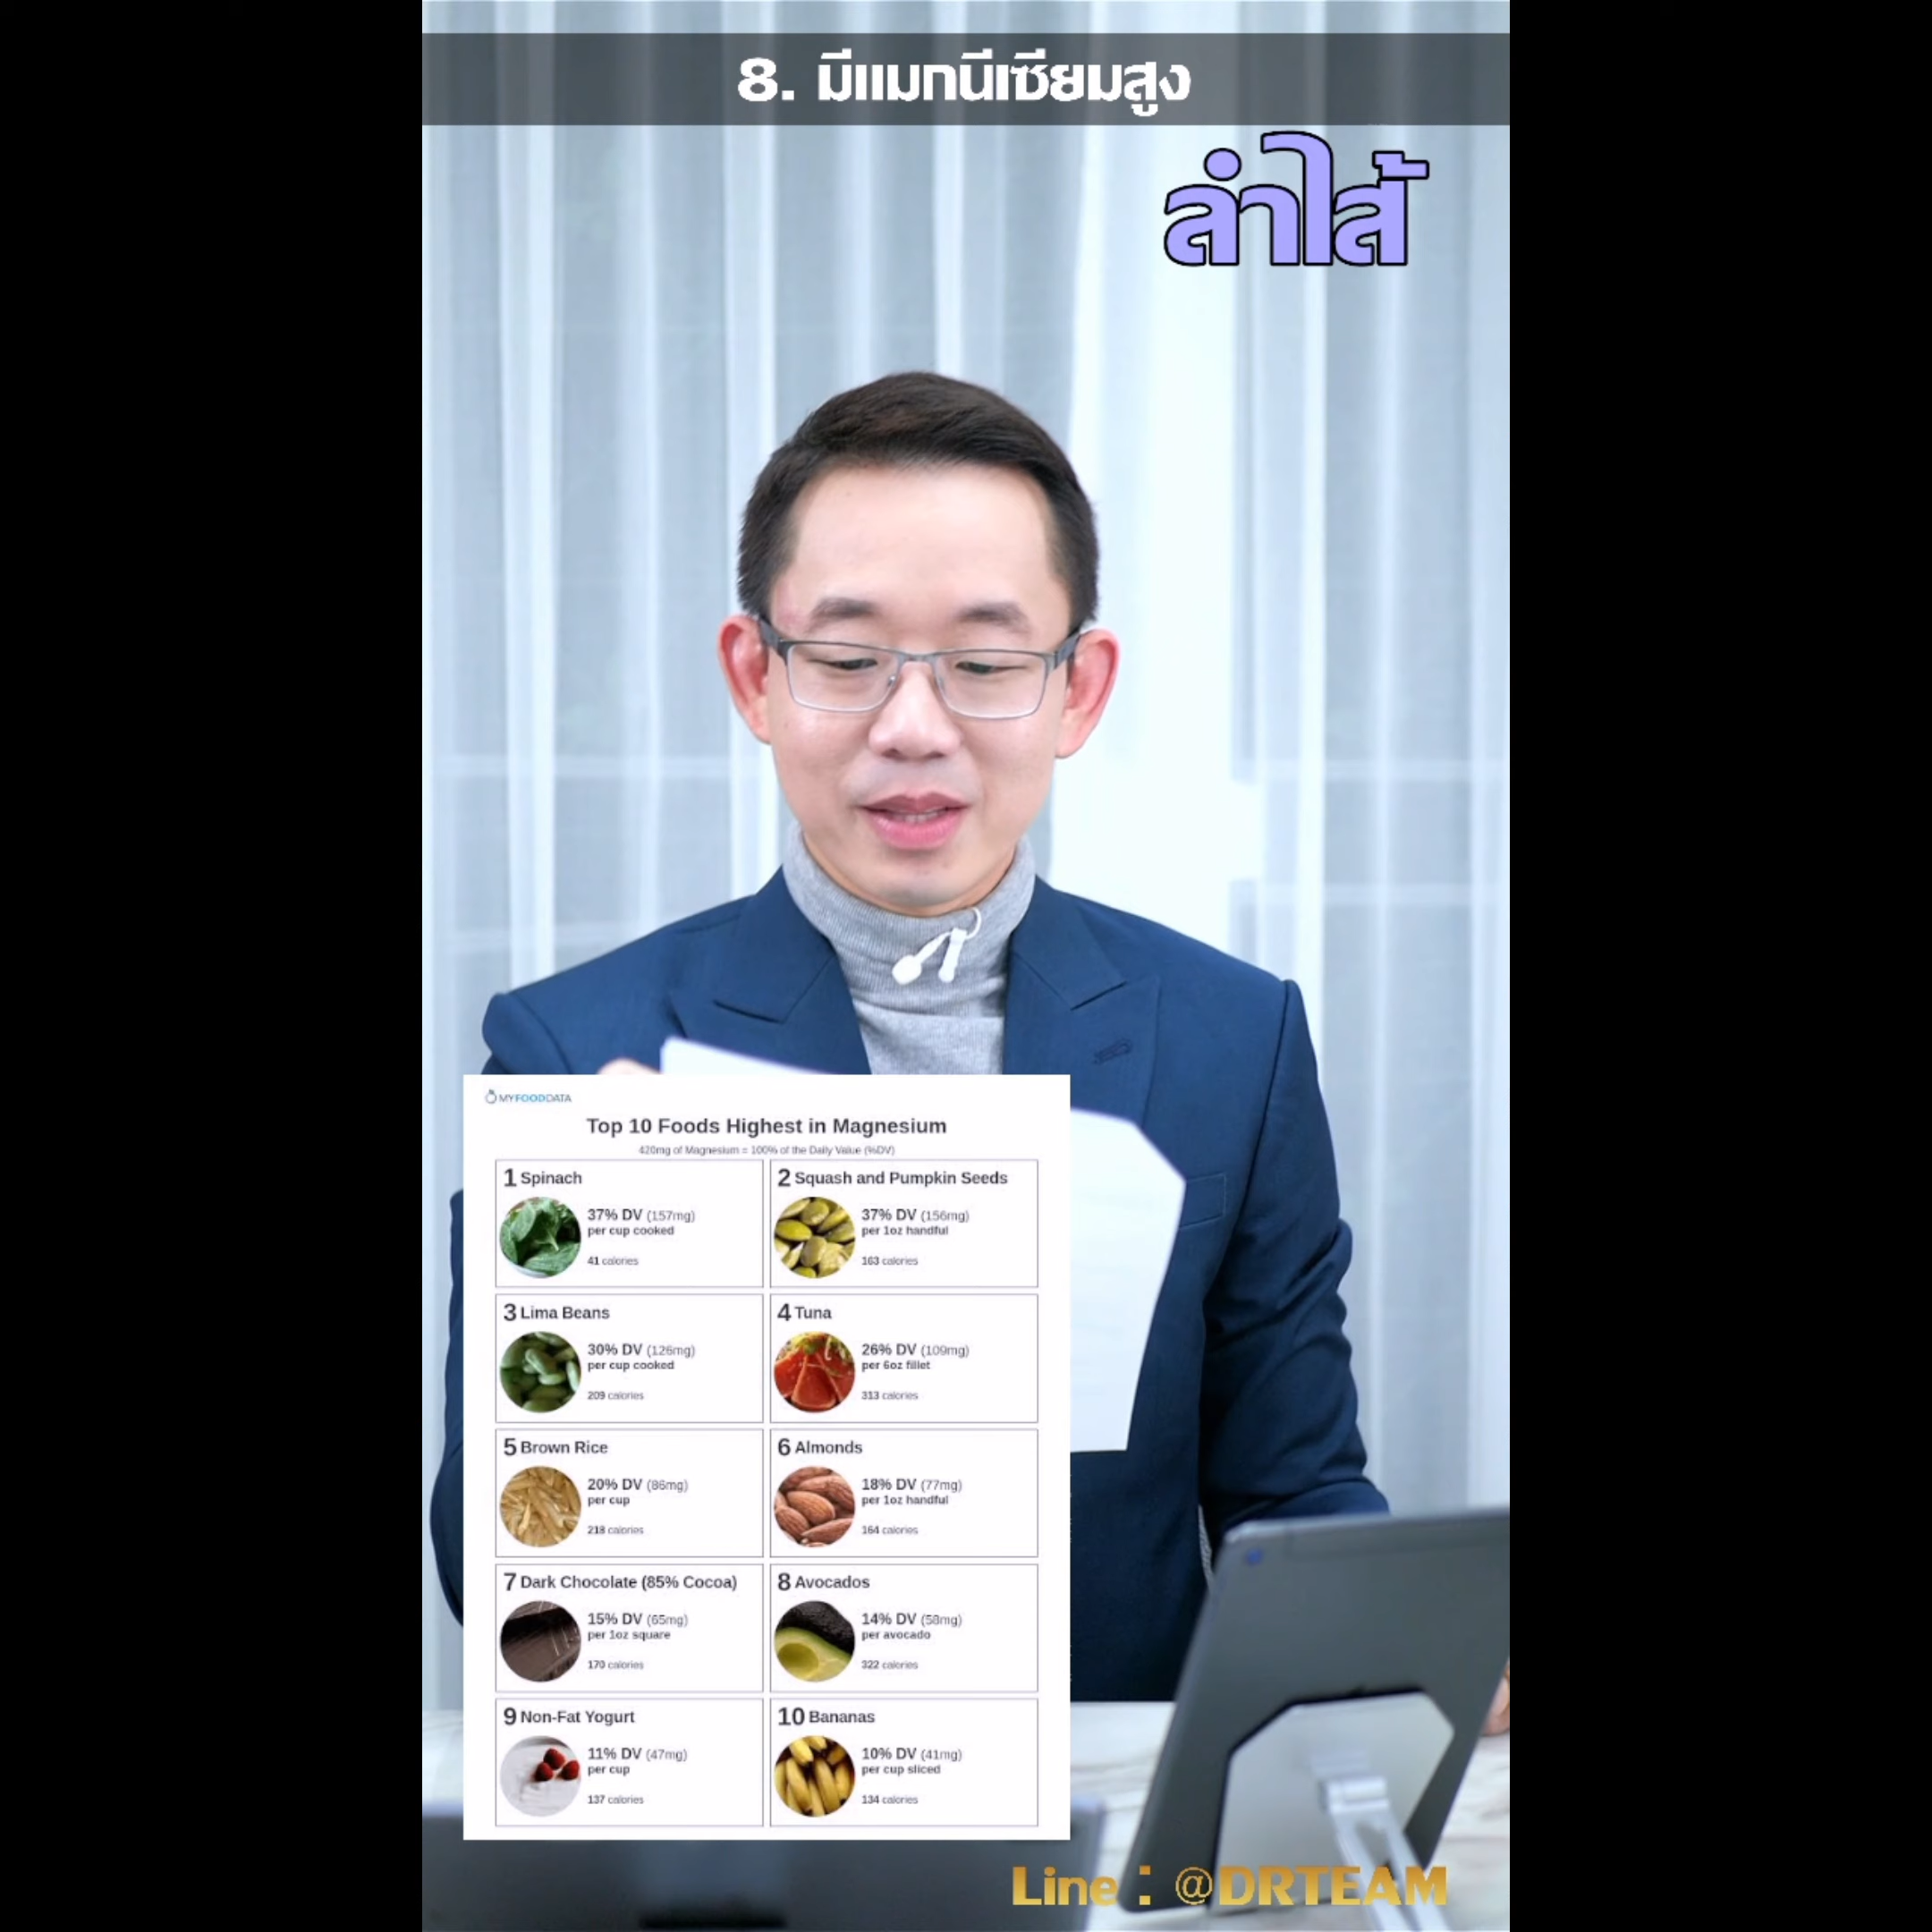 8. มีแมกนีเซียมสูง
ลำไส้
MYFOODDATA
Top 10 Foods Highest in Magnesium
420mg of Magnesium = 100% of the Daily Value (%DV)
1 Spinach
37% DV (157mg)
per cup cooked
41 calories
2 Squash and Pumpkin Seeds
37% DV (156mg)
per 1oz handful
163 calories
3 Lima Beans
30% DV (126mg)
per cup cooked
209 calories
4 Tuna
26% DV (109mg)
per 6oz fillet
313 calories
5 Brown Rice
20% DV (86mg)
per cup
218 calories
6 Almonds
18% DV (77mg)
per 1oz handful
164 calories
7 Dark Chocolate (85% Cocoa)
15% DV (65mg)
per 1oz square
170 calories
8 Avocados
14% DV (58mg)
per avocado
322 calories
9 Non-Fat Yogurt
11% DV (47mg)
per cup
137 calories
10 Bananas
10% DV (41mg)
per cup sliced
134 calories
Line : @DRTEAM